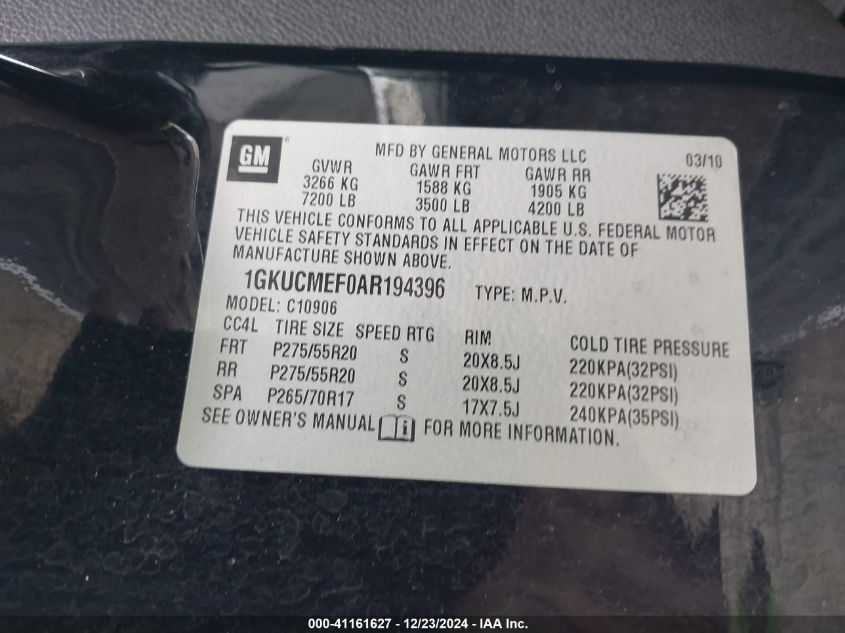 GM
MFD BY GENERAL MOTORS LLC 03/10
GVWR GAWR FRT GAWR RR
3266 KG 1588 KG 1905 KG
7200 LB 3500 LB 4200 LB
THIS VEHICLE CONFORMS TO ALL APPLICABLE U.S. FEDERAL MOTOR
VEHICLE SAFETY STANDARDS IN EFFECT ON THE DATE OF
MANUFACTURE SHOWN ABOVE.
1GKUCMEF0AR194396 TYPE: M.P.V.
MODEL: C10906
CC4L TIRE SIZE SPEED RTG RIM COLD TIRE PRESSURE
FRT P275/55R20 S 20X8.5J 220KPA(32PSI)
RR P275/55R20 S 20X8.5J 220KPA(32PSI)
SPA P265/70R17 S 17X7.5J 240KPA(35PSI)
SEE OWNER'S MANUAL i FOR MORE INFORMATION.
000-41161627 - 12/23/2024 - IAA Inc.